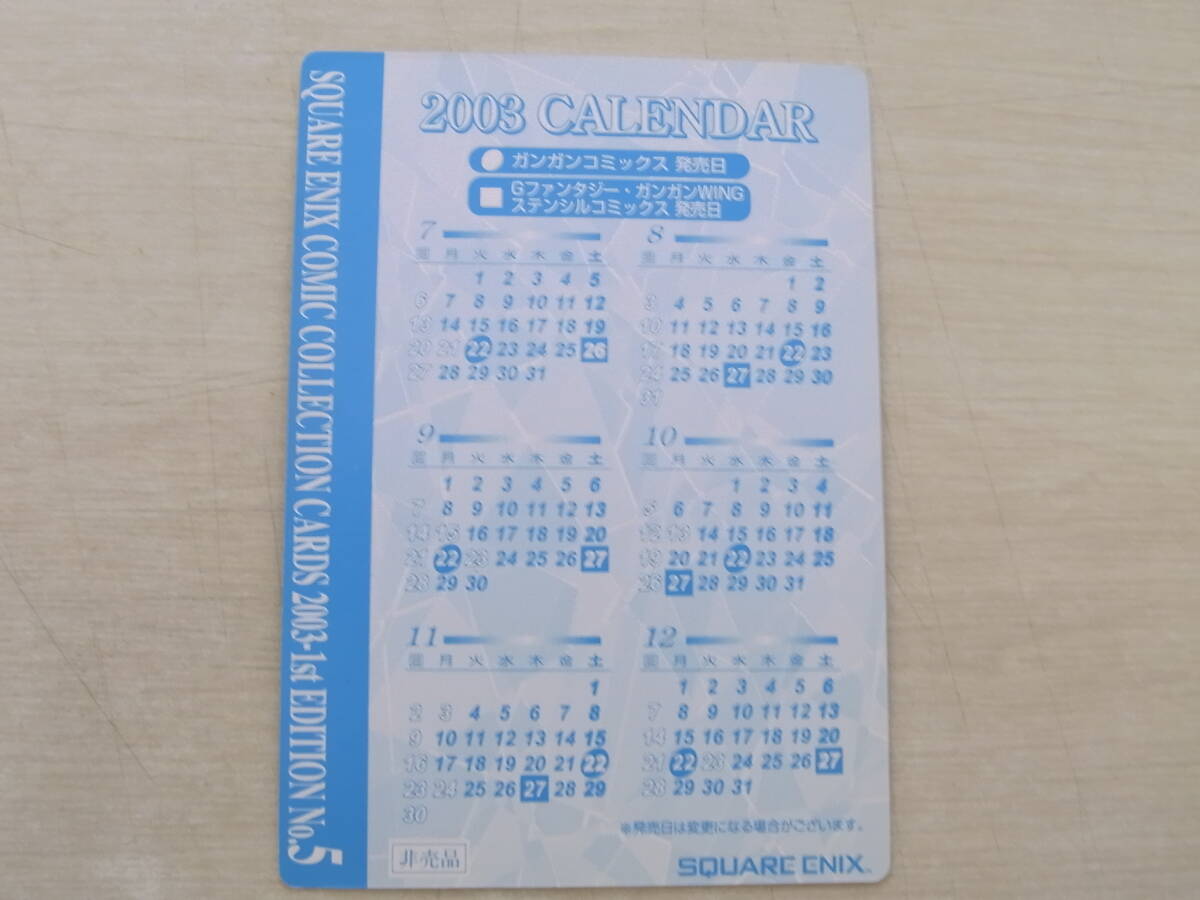 SQUARE ENIX COMIC COLLECTION CARDS 2003-1st EDITION No.5
2003 CALENDAR
ガンガンコミックス 発売日
Gファンタジー・ガンガンWING
ステンシルコミックス 発売日
7
日 月 火 水 木 金 土
1 2 3 4 5
6 7 8 9 10 11 12
13 14 15 16 17 18 19
20 21 22 23 24 25 26
27 28 29 30 31
8
日 月 火 水 木 金 土
1 2
3 4 5 6 7 8 9
10 11 12 13 14 15 16
17 18 19 20 21 22 23
24 25 26 27 28 29 30
31
9
日 月 火 水 木 金 土
1 2 3 4 5 6
7 8 9 10 11 12 13
14 15 16 17 18 19 20
21 22 23 24 25 26 27
28 29 30
10
日 月 火 水 木 金 土
1 2 3 4
5 6 7 8 9 10 11
12 13 14 15 16 17 18
19 20 21 22 23 24 25
26 27 28 29 30 31
11
日 月 火 水 木 金 土
1
2 3 4 5 6 7 8
9 10 11 12 13 14 15
16 17 18 19 20 21 22
23 24 25 26 27 28 29
30
12
日 月 火 水 木 金 土
1 2 3 4 5 6
7 8 9 10 11 12 13
14 15 16 17 18 19 20
21 22 23 24 25 26 27
28 29 30 31
※発売日は変更になる場合がございます。
非売品
SQUARE ENIX